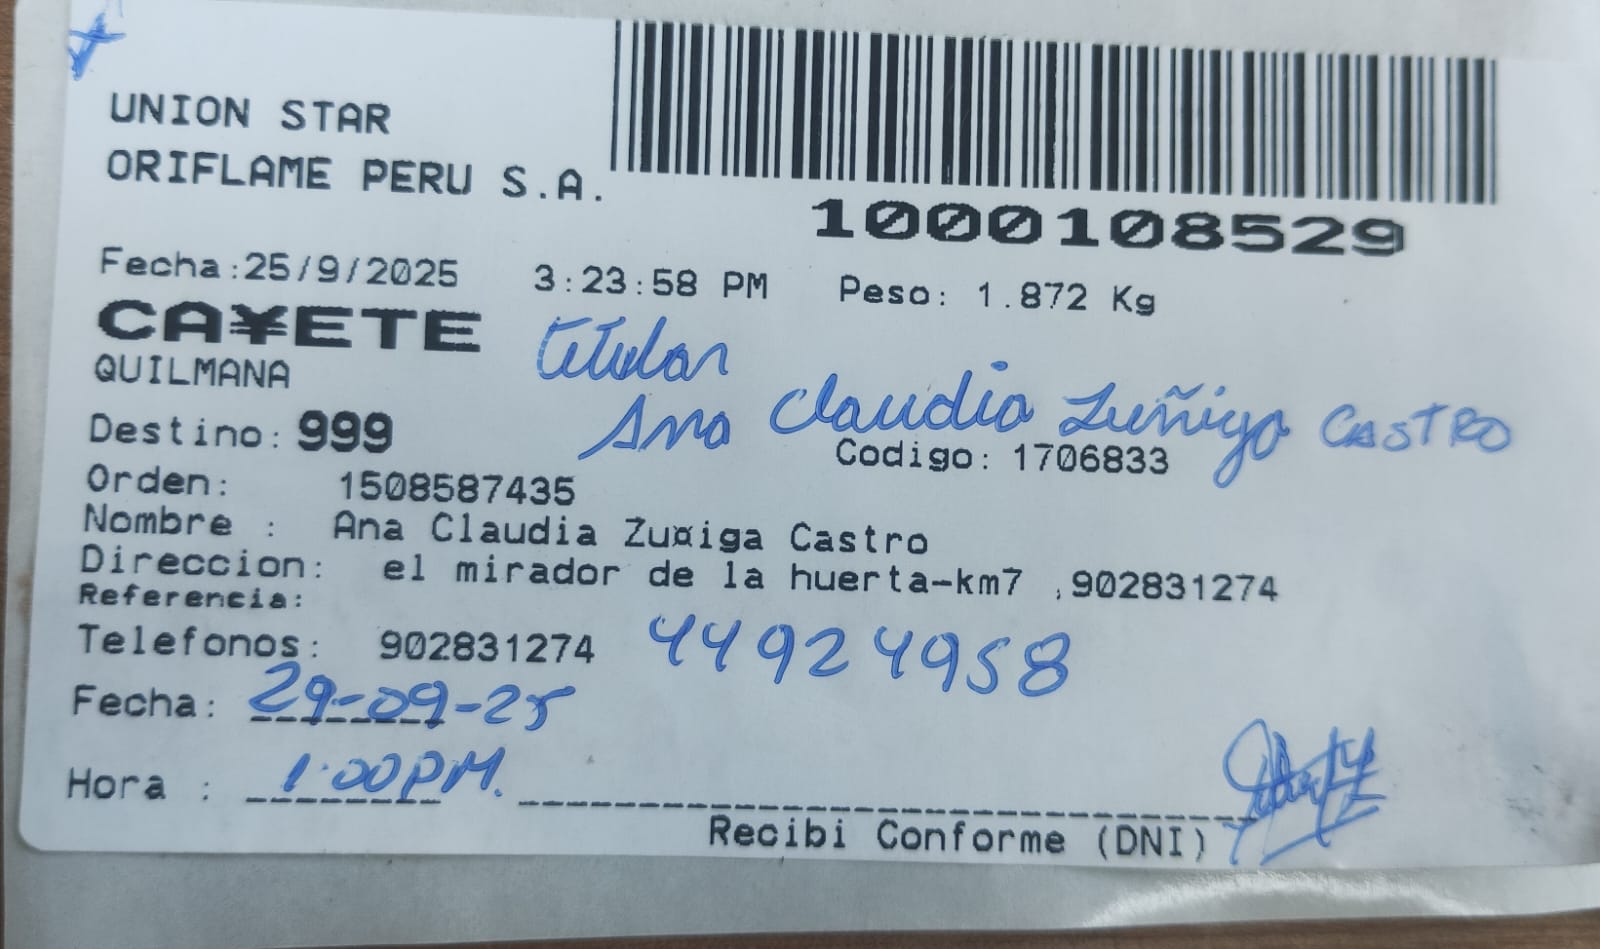 UNION STAR
ORIFLAME PERU S.A.
1000108529
Fecha:25/9/2025 3:23:58 PM Peso: 1.872 Kg
CA¥ETE
QUILMANA
titular
Ana Claudia Zuñiga CASTRO
Destino: 999 Codigo: 1706833
Orden: 1508587435
Nombre : Ana Claudia Zu¤iga Castro
Direccion: el mirador de la huerta-km7 ,902831274
Referencia:
Telefonos: 902831274 44924958
Fecha: 29-09-25
Hora : 1:00PM.
Recibi Conforme (DNI)